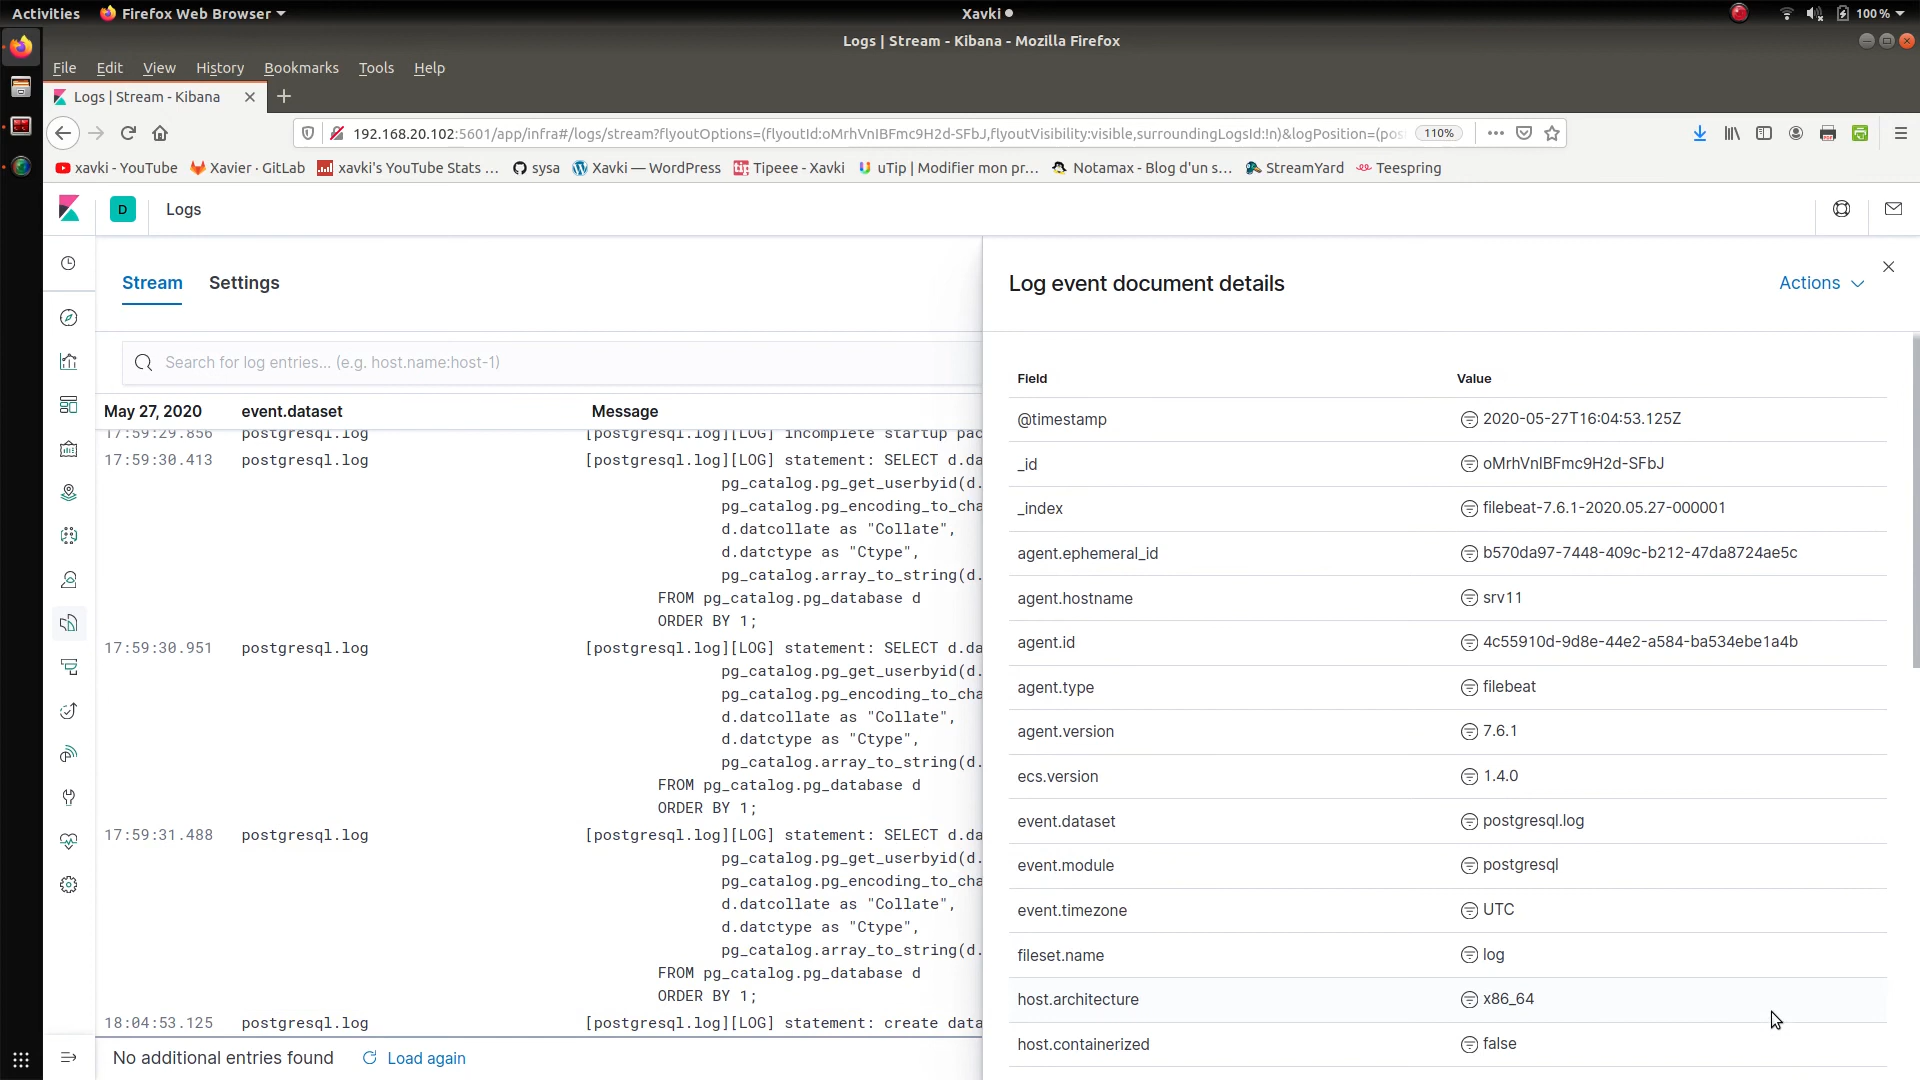 Activities Firefox Web Browser Xavki 100 %
Logs | Stream - Kibana - Mozilla Firefox
File Edit View History Bookmarks Tools Help
Logs | Stream - Kibana
192.168.20.102:5601/app/infra#/logs/stream?flyoutOptions=(flyoutId:oMrhVnIBFmc9H2d-SFbJ,flyoutVisibility:visible,surroundingLogsId:!n)&logPosition=(pos 110%
xavki - YouTube Xavier · GitLab xavki's YouTube Stats ... sysa Xavki — WordPress Tipeee - Xavki uTip | Modifier mon pr... Notamax - Blog d'un s... StreamYard Teespring
D Logs
Stream Settings
Search for log entries... (e.g. host.name:host-1)
May 27, 2020 event.dataset Message
17:59:29.856 postgresql.log [postgresql.log][LOG] incomplete startup pac
17:59:30.413 postgresql.log [postgresql.log][LOG] statement: SELECT d.da
pg_catalog.pg_get_userbyid(d.
pg_catalog.pg_encoding_to_cha
d.datcollate as "Collate",
d.datctype as "Ctype",
pg_catalog.array_to_string(d.
FROM pg_catalog.pg_database d
ORDER BY 1;
17:59:30.951 postgresql.log [postgresql.log][LOG] statement: SELECT d.da
pg_catalog.pg_get_userbyid(d.
pg_catalog.pg_encoding_to_cha
d.datcollate as "Collate",
d.datctype as "Ctype",
pg_catalog.array_to_string(d.
FROM pg_catalog.pg_database d
ORDER BY 1;
17:59:31.488 postgresql.log [postgresql.log][LOG] statement: SELECT d.da
pg_catalog.pg_get_userbyid(d.
pg_catalog.pg_encoding_to_cha
d.datcollate as "Collate",
d.datctype as "Ctype",
pg_catalog.array_to_string(d.
FROM pg_catalog.pg_database d
ORDER BY 1;
18:04:53.125 postgresql.log [postgresql.log][LOG] statement: create data
No additional entries found Load again
Log event document details Actions
Field Value
@timestamp 2020-05-27T16:04:53.125Z
_id oMrhVnIBFmc9H2d-SFbJ
_index filebeat-7.6.1-2020.05.27-000001
agent.ephemeral_id b570da97-7448-409c-b212-47da8724ae5c
agent.hostname srv11
agent.id 4c55910d-9d8e-44e2-a584-ba534ebe1a4b
agent.type filebeat
agent.version 7.6.1
ecs.version 1.4.0
event.dataset postgresql.log
event.module postgresql
event.timezone UTC
fileset.name log
host.architecture x86_64
host.containerized false